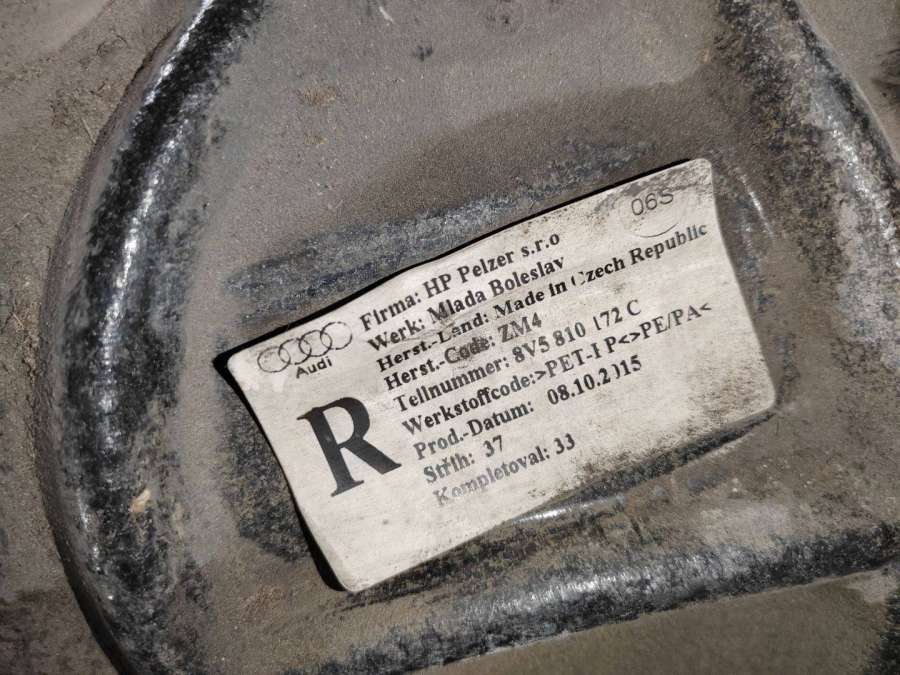 06S
Firma: HP Pelzer s.r.o
Werk: Mlada Boleslav
Herst.-Land: Made in Czech Republic
Herst.-Code: ZM4
Teilnummer: 8V5 810 172 C
Werkstoffcode:>PET-FP<>PE/PA<
Prod.-Datum: 08.10.2015
Střih: 37
Kompletoval: 33
Audi
R